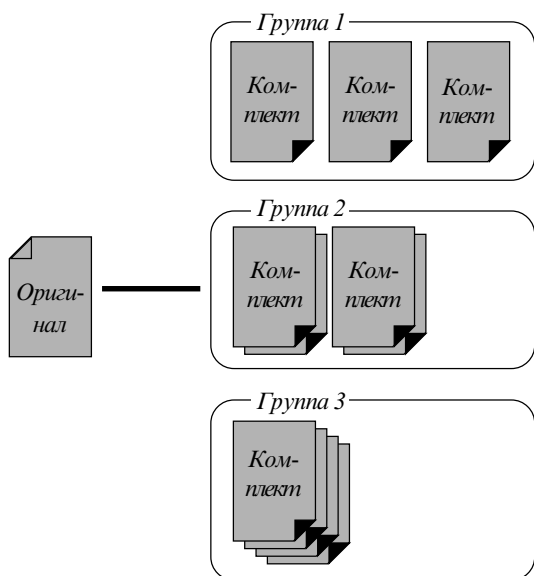 Группа 1
Ком-
плект
Ком-
плект
Ком-
плект
Группа 2
Ком-
плект
Ком-
плект
Ориги-
нал
Группа 3
Ком-
плект